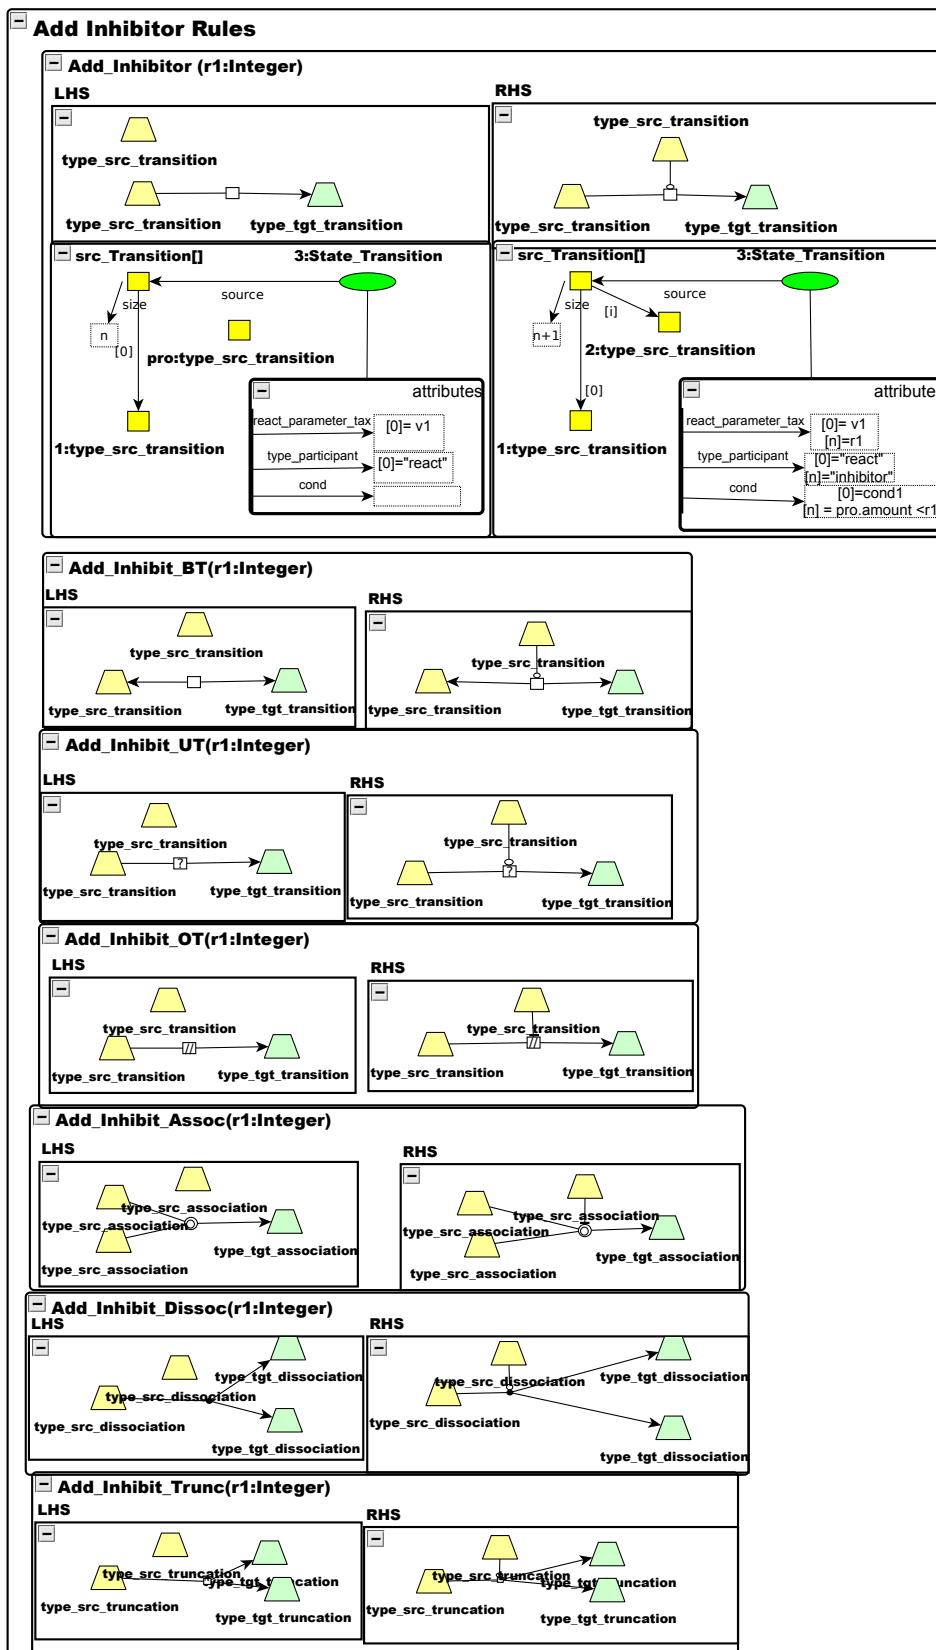 Add Inhibitor Rules
Add_Inhibitor (r1:Integer)
LHS
type_src_transition
type_src_transition
type_tgt_transition
RHS
type_src_transition
type_src_transition
type_tgt_transition
src_Transition[]
3:State_Transition
source
size
n
[0]
pro:type_src_transition
1:type_src_transition
attributes
react_parameter_tax
[0]= v1
type_participant
[0]="react"
cond
src_Transition[]
3:State_Transition
source
size
[i]
n+1
2:type_src_transition
[0]
1:type_src_transition
attribute
react_parameter_tax
[0]= v1
[n]=r1
type_participant
[0]="react"
[n]="inhibitor"
cond
[0]=cond1
[n] = pro.amount <r1
Add_Inhibit_BT(r1:Integer)
LHS
type_src_transition
type_src_transition
type_tgt_transition
RHS
type_src_transition
type_src_transition
type_tgt_transition
Add_Inhibit_UT(r1:Integer)
LHS
type_src_transition
?
type_src_transition
type_tgt_transition
RHS
type_src_transition
?
type_src_transition
type_tgt_transition
Add_Inhibit_OT(r1:Integer)
LHS
type_src_transition
//
type_src_transition
type_tgt_transition
RHS
type_src_transition
//
type_src_transition
type_tgt_transition
Add_Inhibit_Assoc(r1:Integer)
LHS
type_src_association
type_src_association
type_tgt_association
type_src_association
RHS
type_src_association
type_src_association
type_tgt_association
type_src_association
Add_Inhibit_Dissoc(r1:Integer)
LHS
type_tgt_dissociation
type_src_dissociation
type_src_dissociation
type_tgt_dissociation
RHS
type_tgt_dissociation
type_src_dissociation
type_src_dissociation
type_tgt_dissociation
Add_Inhibit_Trunc(r1:Integer)
LHS
type_src_truncation
type_tgt_truncation
type_src_truncation
type_tgt_truncation
RHS
type_src_truncation
type_tgt_truncation
type_src_truncation
type_tgt_truncation